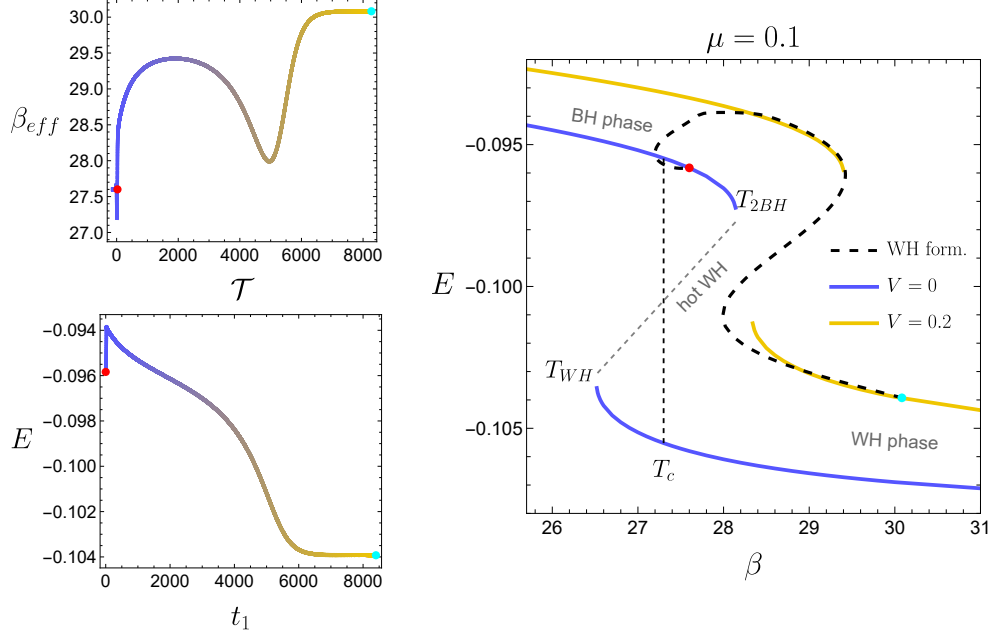 30.0
29.5
29.0
28.5
28.0
27.5
27.0
β_eff
0 2000 4000 6000 8000
𝒯
−0.094
−0.096
−0.098
−0.100
−0.102
−0.104
E
0 2000 4000 6000 8000
t_1
μ = 0.1
−0.095
−0.100
−0.105
E
BH phase
T_2BH
hot WH
T_WH
T_c
WH phase
WH form.
V = 0
V = 0.2
26 27 28 29 30 31
β